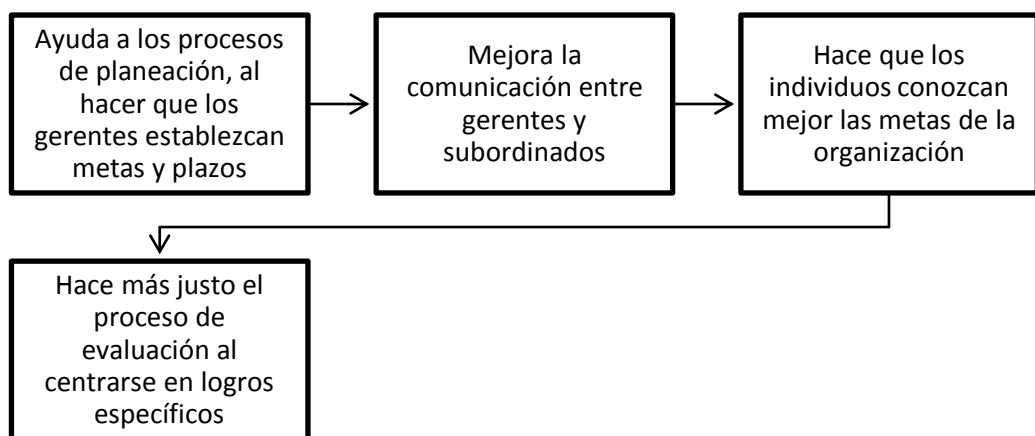 Ayuda a los procesos
de planeación, al
hacer que los
gerentes establezcan
metas y plazos
Mejora la
comunicación entre
gerentes y
subordinados
Hace que los
individuos conozcan
mejor las metas de la
organización
Hace más justo el
proceso de
evaluación al
centrarse en logros
específicos